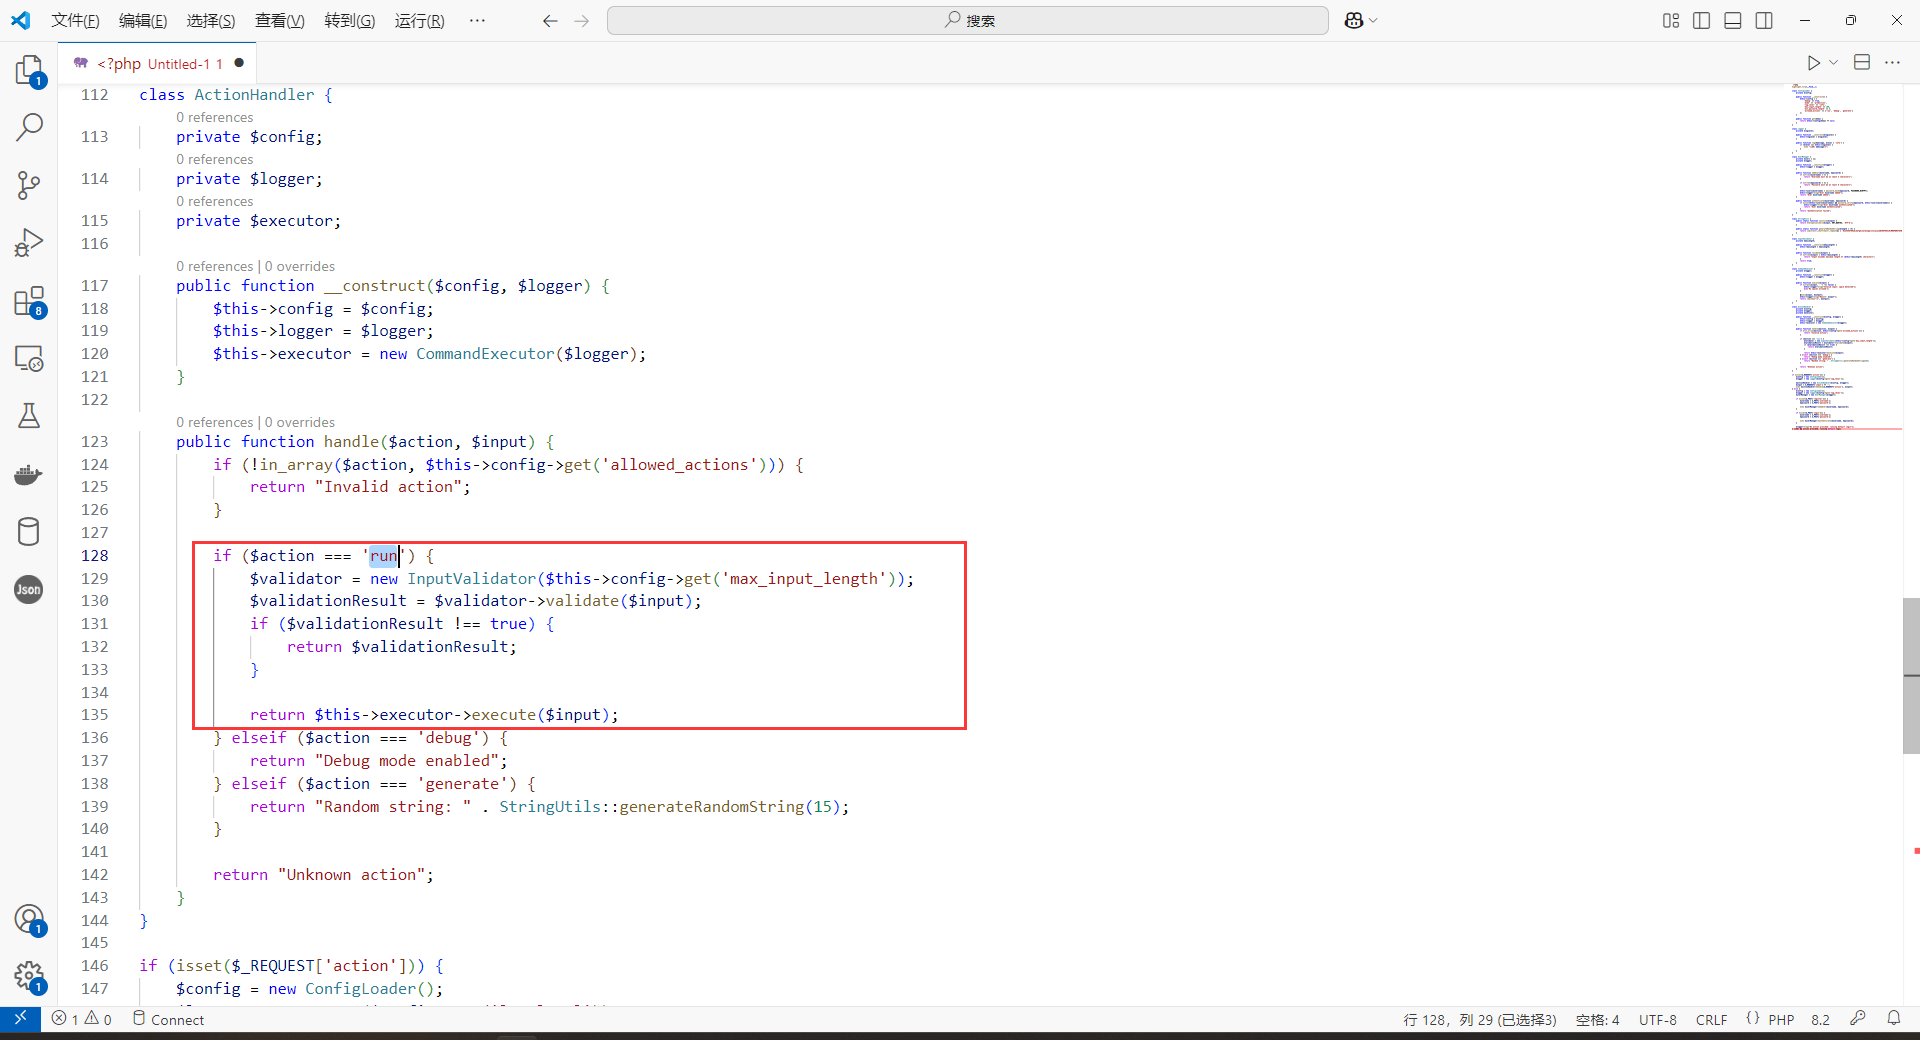 文件(F) 编辑(E) 选择(S) 查看(V) 转到(G) 运行(R) ··· 搜索
<?php Untitled-1 1
112 class ActionHandler {
0 references
113 private $config;
0 references
114 private $logger;
0 references
115 private $executor;
116
0 references | 0 overrides
117 public function __construct($config, $logger) {
118 $this->config = $config;
119 $this->logger = $logger;
120 $this->executor = new CommandExecutor($logger);
121 }
122
0 references | 0 overrides
123 public function handle($action, $input) {
124 if (!in_array($action, $this->config->get('allowed_actions'))) {
125 return "Invalid action";
126 }
127
128 if ($action === 'run') {
129 $validator = new InputValidator($this->config->get('max_input_length'));
130 $validationResult = $validator->validate($input);
131 if ($validationResult !== true) {
132 return $validationResult;
133 }
134
135 return $this->executor->execute($input);
136 } elseif ($action === 'debug') {
137 return "Debug mode enabled";
138 } elseif ($action === 'generate') {
139 return "Random string: " . StringUtils::generateRandomString(15);
140 }
141
142 return "Unknown action";
143 }
144 }
145
146 if (isset($_REQUEST['action'])) {
147 $config = new ConfigLoader();
1
8
Json
1
1
1 0 Connect 行 128，列 29 (已选择3) 空格: 4 UTF-8 CRLF {} PHP 8.2